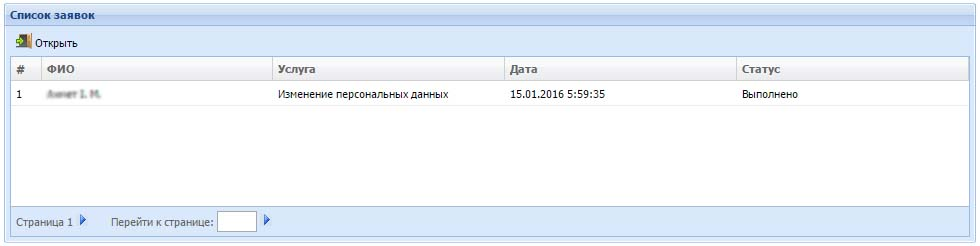 Список заявок
Открыть
# ФИО Услуга Дата Статус
1 Изменение персональных данных 15.01.2016 5:59:35 Выполнено
Страница 1 Перейти к странице: